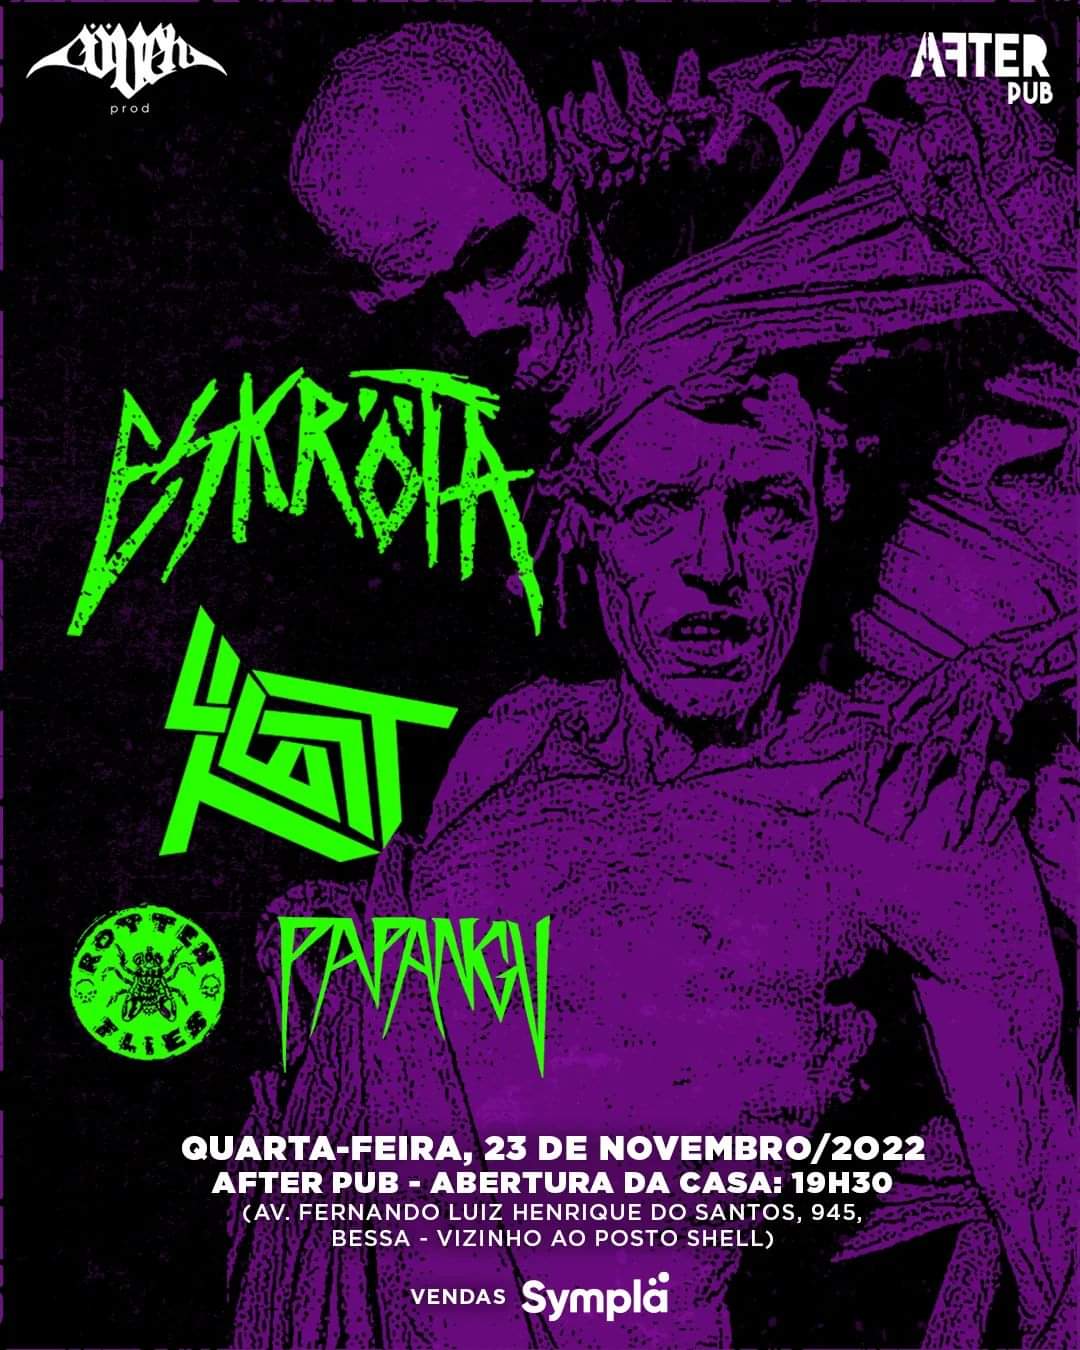 prod
AFTER
PUB
ESKRÖTA
ROTTEN
FLIES
PAPANGU
QUARTA-FEIRA, 23 DE NOVEMBRO/2022
AFTER PUB - ABERTURA DA CASA: 19H30
(AV. FERNANDO LUIZ HENRIQUE DO SANTOS, 945,
BESSA - VIZINHO AO POSTO SHELL)
VENDAS Sympla